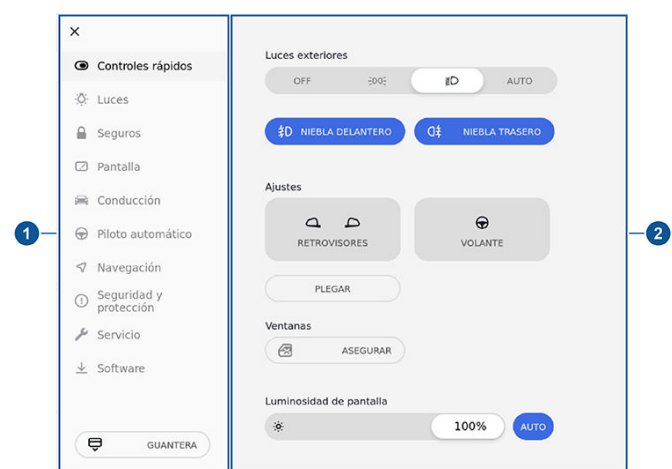 ×
Controles rápidos
Luces
Seguros
Pantalla
Conducción
Piloto automático
Navegación
Seguridad y
protección
Servicio
Software
GUANTERA
1
Luces exteriores
OFF
AUTO
NIEBLA DELANTERO
NIEBLA TRASERO
Ajustes
RETROVISORES
VOLANTE
PLEGAR
Ventanas
ASEGURAR
Luminosidad de pantalla
100%
AUTO
2